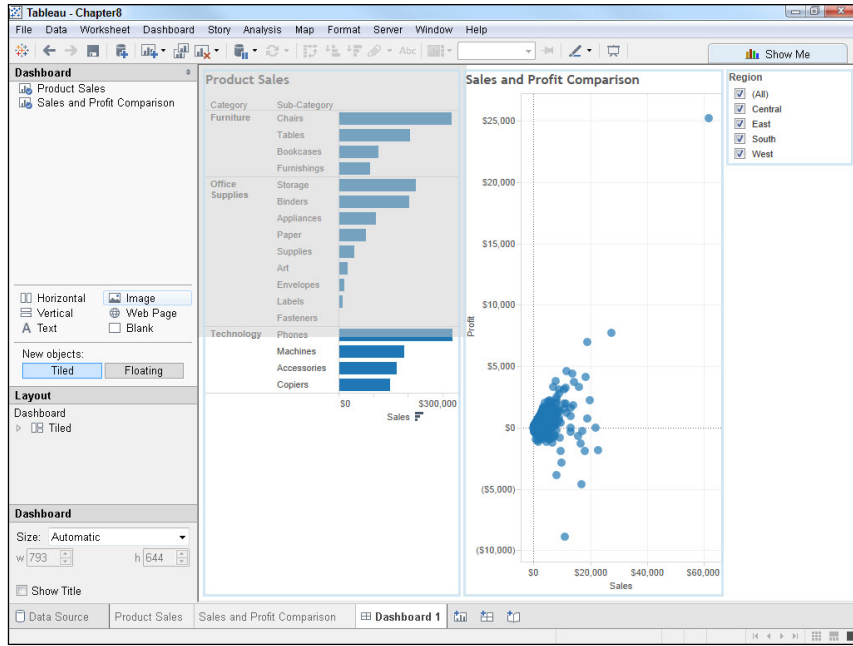 Tableau - Chapter8
File Data Worksheet Dashboard Story Analysis Map Format Server Window Help
Abc
Show Me
Dashboard
Product Sales
Sales and Profit Comparison
Horizontal
Image
Vertical
Web Page
A Text
Blank
New objects:
Tiled
Floating
Layout
Dashboard
Tiled
Dashboard
Size: Automatic
w 793
h 644
Show Title
Product Sales
Category Sub-Category
Furniture Chairs
Tables
Bookcases
Furnishings
Office Supplies
Storage
Binders
Appliances
Paper
Supplies
Art
Envelopes
Labels
Fasteners
Technology Phones
Machines
Accessories
Copiers
$0 $300,000
Sales
Sales and Profit Comparison
$25,000
$20,000
$15,000
$10,000
Profit
$5,000
$0
($5,000)
($10,000)
$0 $20,000 $40,000 $60,000
Sales
Region
(All)
Central
East
South
West
Data Source
Product Sales
Sales and Profit Comparison
Dashboard 1